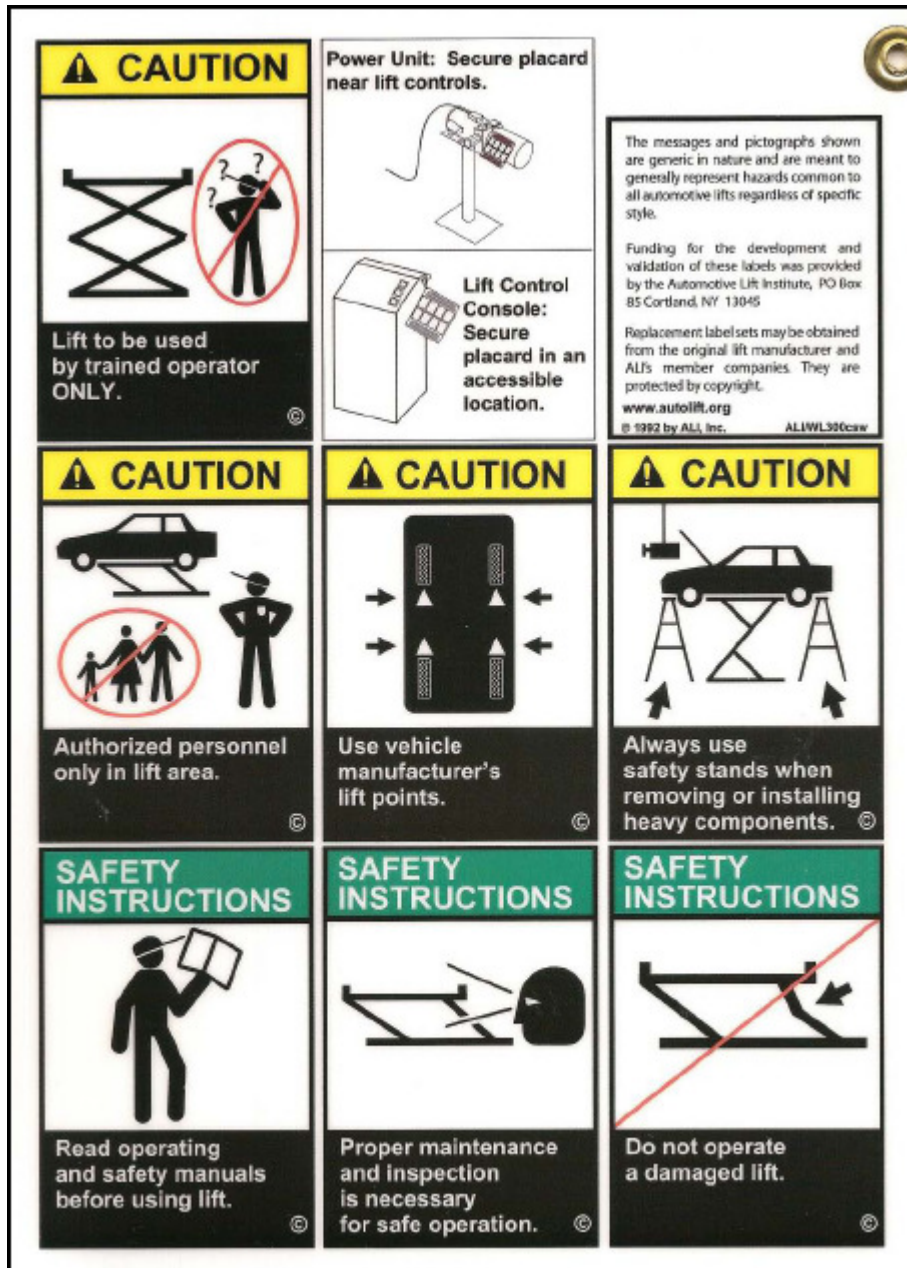 CAUTION
? ? ?
Lift to be used
by trained operator
ONLY.
©
Power Unit: Secure placard
near lift controls.
Lift Control
Console:
Secure
placard in an
accessible
location.
The messages and pictographs shown
are generic in nature and are meant to
generally represent hazards common to
all automotive lifts regardless of specific
style.
Funding for the development and
validation of these labels was provided
by the Automotive Lift Institute, PO Box
85 Cortland, NY 13045
Replacement label sets may be obtained
from the original lift manufacturer and
ALI's member companies. They are
protected by copyright.
www.autolift.org
© 1992 by ALI, Inc. ALI/WL300csw
CAUTION
Authorized personnel
only in lift area.
©
CAUTION
Use vehicle
manufacturer's
lift points.
©
CAUTION
Always use
safety stands when
removing or installing
heavy components. ©
SAFETY
INSTRUCTIONS
Read operating
and safety manuals
before using lift.
©
SAFETY
INSTRUCTIONS
Proper maintenance
and inspection
is necessary
for safe operation. ©
SAFETY
INSTRUCTIONS
Do not operate
a damaged lift.
©